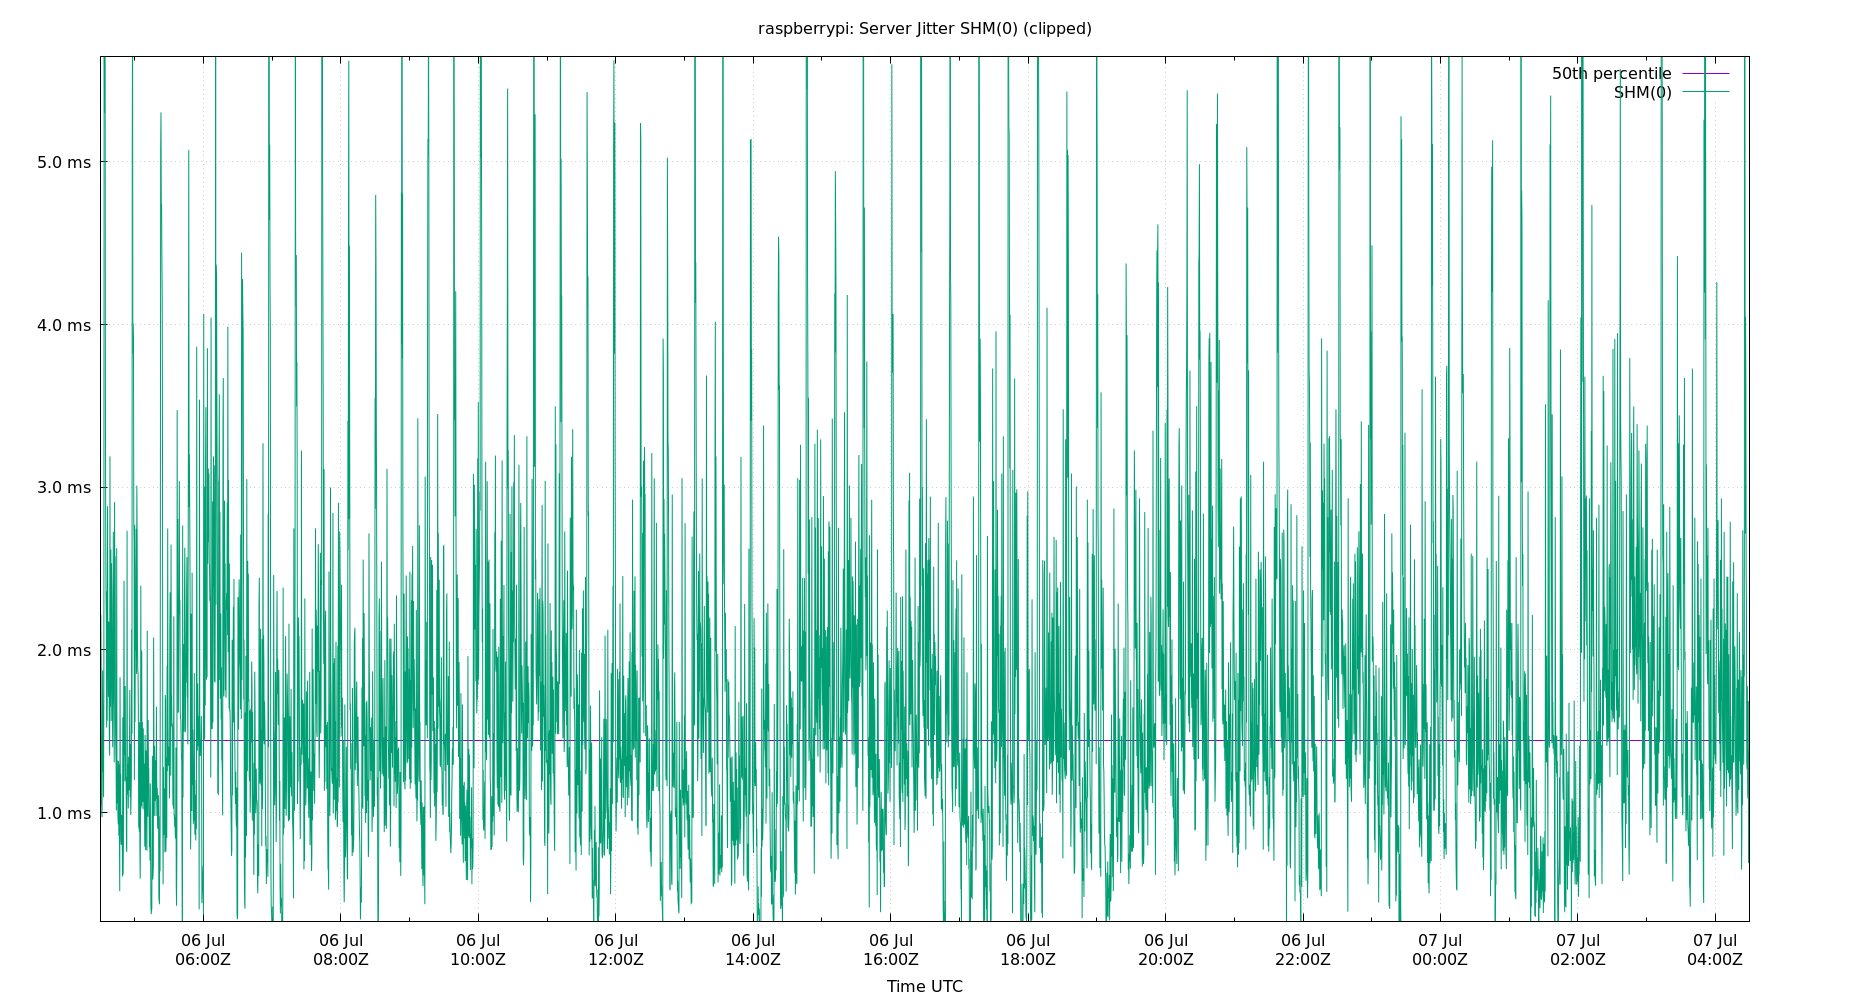 raspberrypi: Server Jitter SHM(0) (clipped)
50th percentile
SHM(0)
5.0 ms
4.0 ms
3.0 ms
2.0 ms
1.0 ms
06 Jul 06 Jul 06 Jul 06 Jul 06 Jul 06 Jul 06 Jul 06 Jul 06 Jul 07 Jul 07 Jul 07 Jul
06:00Z 08:00Z 10:00Z 12:00Z 14:00Z 16:00Z 18:00Z 20:00Z 22:00Z 00:00Z 02:00Z 04:00Z
Time UTC